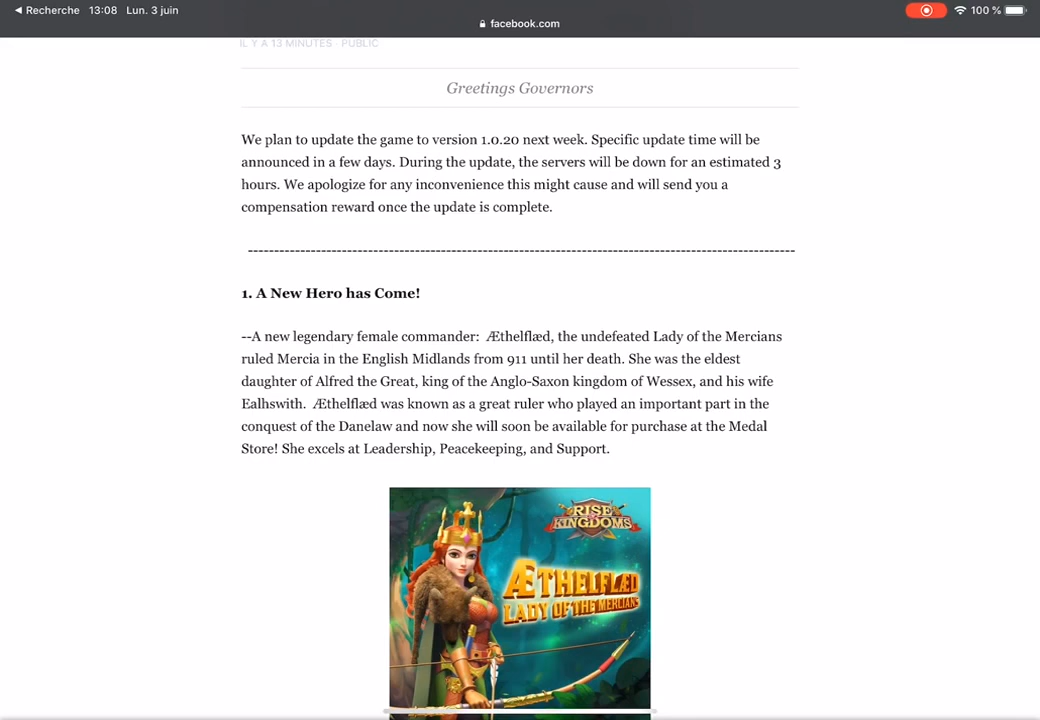 ◀ Recherche 13:08 Lun. 3 juin 100 %
facebook.com
IL Y A 13 MINUTES · PUBLIC
Greetings Governors
We plan to update the game to version 1.0.20 next week. Specific update time will be
announced in a few days. During the update, the servers will be down for an estimated 3
hours. We apologize for any inconvenience this might cause and will send you a
compensation reward once the update is complete.
---------------------------------------------------------------------------------------------------------
1. A New Hero has Come!
--A new legendary female commander: Æthelflæd, the undefeated Lady of the Mercians
ruled Mercia in the English Midlands from 911 until her death. She was the eldest
daughter of Alfred the Great, king of the Anglo-Saxon kingdom of Wessex, and his wife
Ealhswith. Æthelflæd was known as a great ruler who played an important part in the
conquest of the Danelaw and now she will soon be available for purchase at the Medal
Store! She excels at Leadership, Peacekeeping, and Support.
RISE OF
KINGDOMS
ÆTHELFLÆD
LADY OF THE MERCIANS